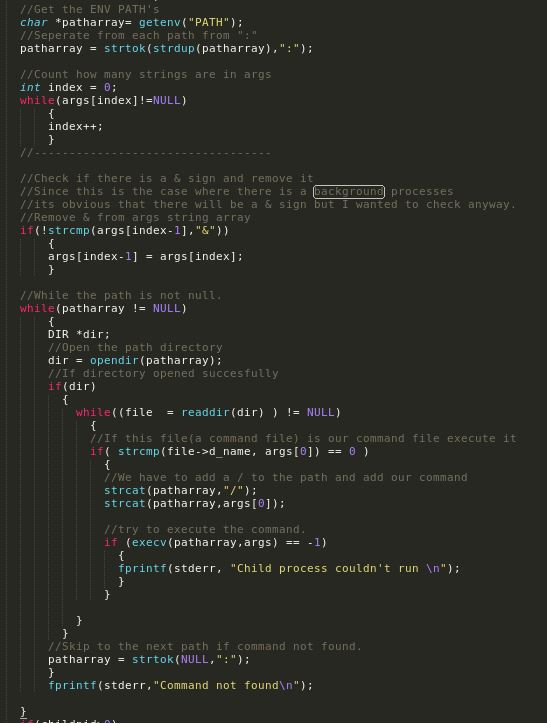 //Get the ENV PATH's
char *patharray= getenv("PATH");
//Seperate from each path from ":"
patharray = strtok(strdup(patharray),":");
//Count how many strings are in args
int index = 0;
while(args[index]!=NULL)
{
index++;
}
//----------------------------------
//Check if there is a & sign and remove it
//Since this is the case where there is a background processes
//its obvious that there will be a & sign but I wanted to check anyway.
//Remove & from args string array
if(!strcmp(args[index-1],"&"))
{
args[index-1] = args[index];
}
//While the path is not null.
while(patharray != NULL)
{
DIR *dir;
//Open the path directory
dir = opendir(patharray);
//If directory opened succesfully
if(dir)
{
while((file  = readdir(dir) ) != NULL)
{
//If this file(a command file) is our command file execute it
if( strcmp(file->d_name, args[0]) == 0 )
{
//We have to add a / to the path and add our command
strcat(patharray,"/");
strcat(patharray,args[0]);
//try to execute the command.
if (execv(patharray,args) == -1)
{
fprintf(stderr, "Child process couldn't run \n");
}
}
}
}
//Skip to the next path if command not found.
patharray = strtok(NULL,":");
}
fprintf(stderr,"Command not found\n");
}
if(childpid>0)